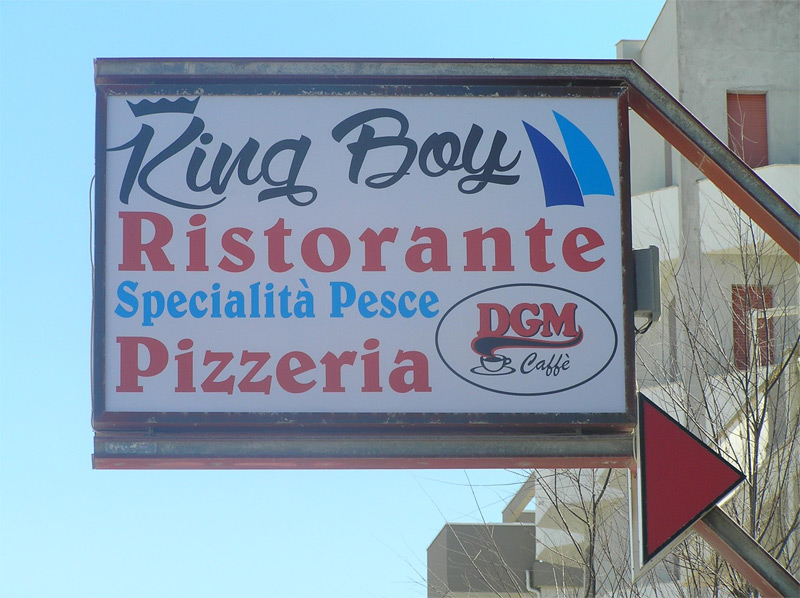 King Boy
Ristorante
Specialità Pesce
Pizzeria
DGM
Caffè